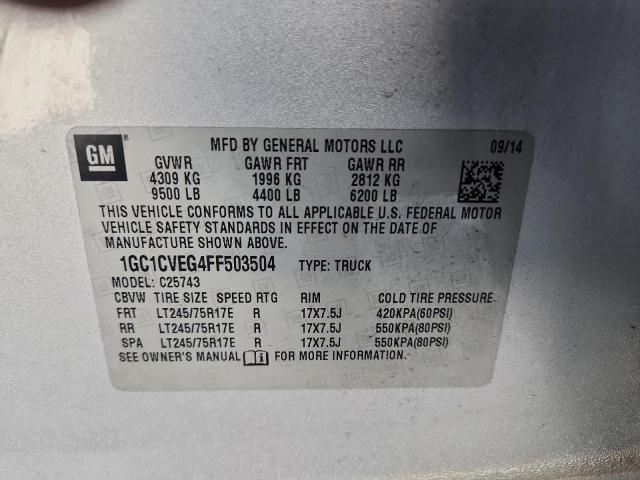 GM MFD BY GENERAL MOTORS LLC 09/14
GVWR GAWR FRT GAWR RR
4309 KG 1996 KG 2812 KG
9500 LB 4400 LB 6200 LB
THIS VEHICLE CONFORMS TO ALL APPLICABLE U.S. FEDERAL MOTOR
VEHICLE SAFETY STANDARDS IN EFFECT ON THE DATE OF
MANUFACTURE SHOWN ABOVE.
1GC1CVEG4FF503504 TYPE: TRUCK
MODEL: C25743
CBVW TIRE SIZE SPEED RTG RIM COLD TIRE PRESSURE
FRT LT245/75R17E R 17X7.5J 420KPA(60PSI)
RR LT245/75R17E R 17X7.5J 550KPA(80PSI)
SPA LT245/75R17E R 17X7.5J 550KPA(80PSI)
SEE OWNER'S MANUAL FOR MORE INFORMATION.